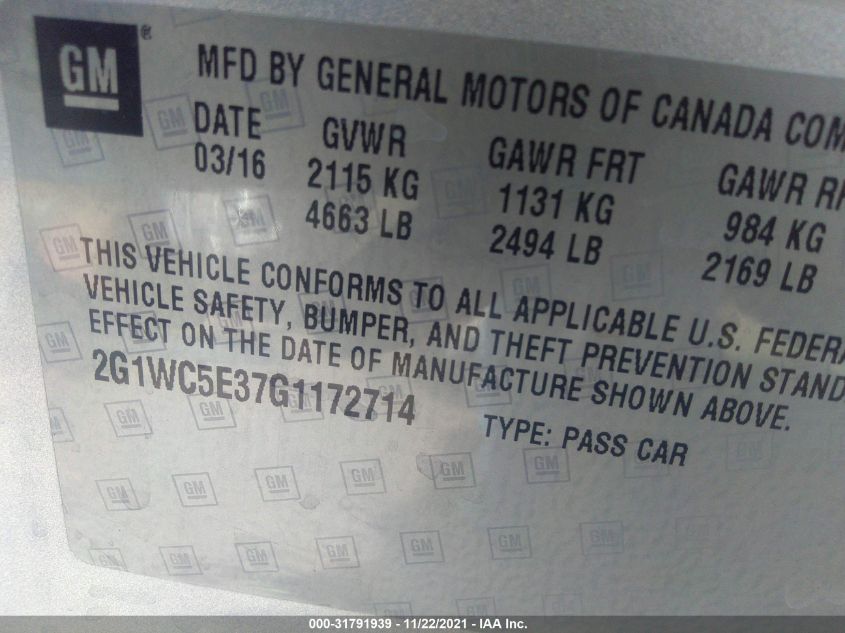 GM®
MFD BY GENERAL MOTORS OF CANADA COM
DATE GVWR GAWR FRT GAWR RR
03/16 2115 KG 1131 KG 984 KG
4663 LB 2494 LB 2169 LB
THIS VEHICLE CONFORMS TO ALL APPLICABLE U.S. FEDERA
VEHICLE SAFETY, BUMPER, AND THEFT PREVENTION STAND
EFFECT ON THE DATE OF MANUFACTURE SHOWN ABOVE.
2G1WC5E37G1172714 TYPE: PASS CAR
000-31791939 - 11/22/2021 - IAA Inc.